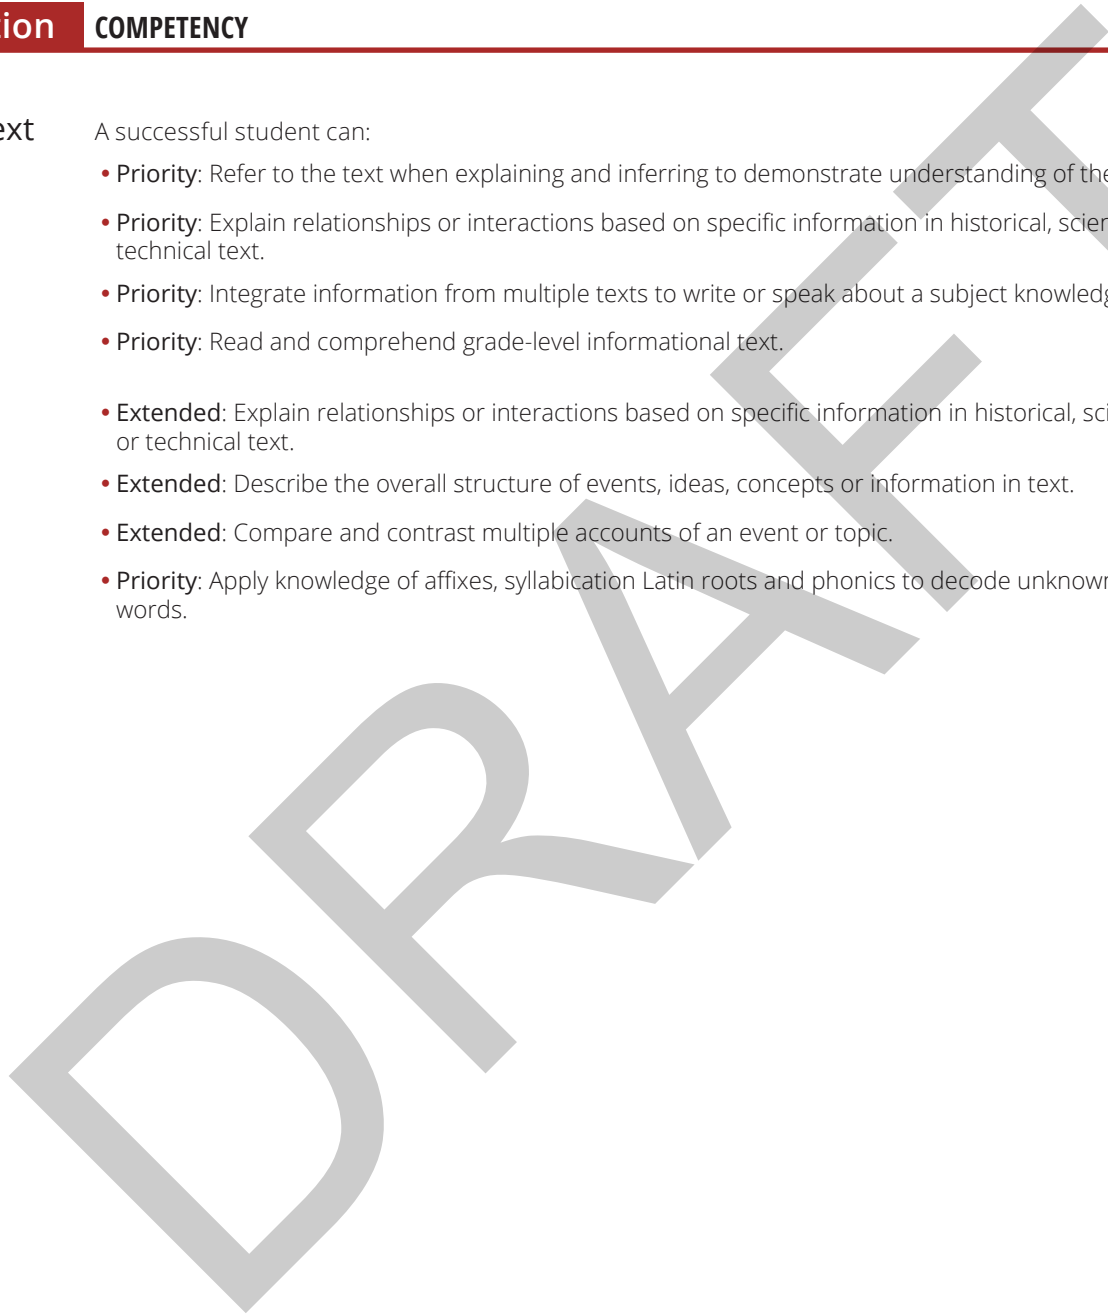 tion COMPETENCY
ext A successful student can:
• Priority: Refer to the text when explaining and inferring to demonstrate understanding of the
• Priority: Explain relationships or interactions based on specific information in historical, scien
technical text.
• Priority: Integrate information from multiple texts to write or speak about a subject knowledg
• Priority: Read and comprehend grade-level informational text.
• Extended: Explain relationships or interactions based on specific information in historical, sci
or technical text.
• Extended: Describe the overall structure of events, ideas, concepts or information in text.
• Extended: Compare and contrast multiple accounts of an event or topic.
• Priority: Apply knowledge of affixes, syllabication Latin roots and phonics to decode unknown
words.
DRAFT